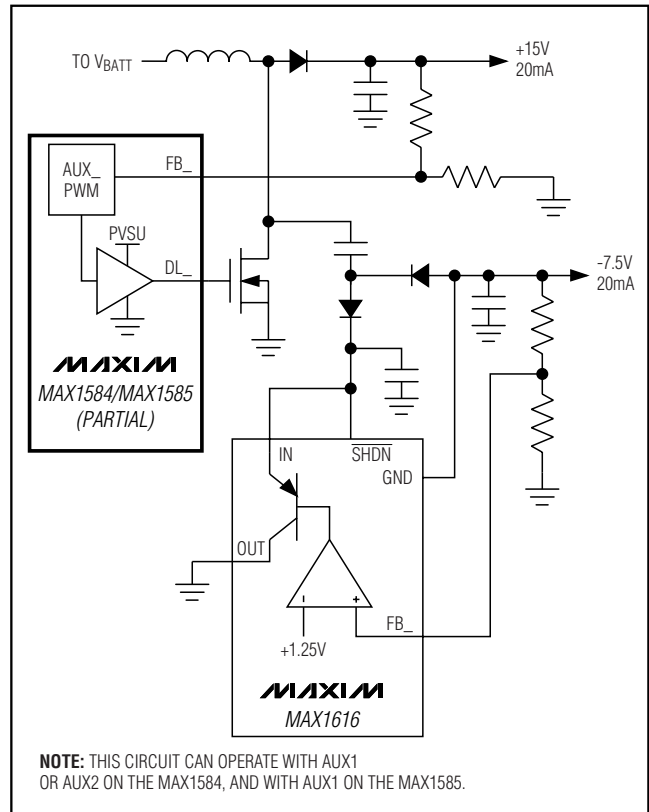 TO VBATT
+15V
20mA
AUX_
PWM
FB_
PVSU
DL_
-7.5V
20mA
MAXIM
MAX1584/MAX1585
(PARTIAL)
IN
SHDN
GND
OUT
- +
FB_
+1.25V
MAXIM
MAX1616
NOTE: THIS CIRCUIT CAN OPERATE WITH AUX1
OR AUX2 ON THE MAX1584, AND WITH AUX1 ON THE MAX1585.